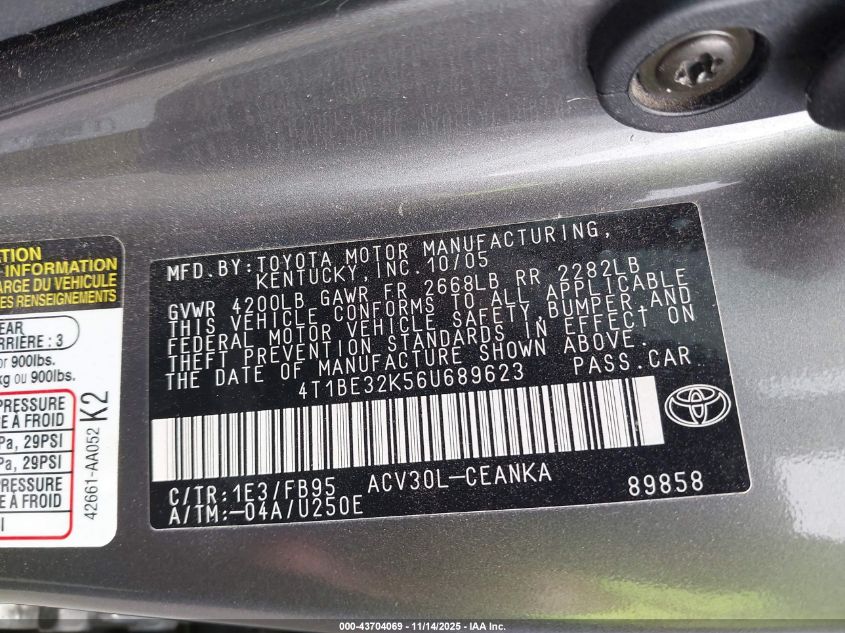 MFD. BY: TOYOTA MOTOR MANUFACTURING,
KENTUCKY, INC. 10/05
GVWR 4200LB GAWR FR 2668LB RR 2282LB
THIS VEHICLE CONFORMS TO ALL APPLICABLE
FEDERAL MOTOR VEHICLE SAFETY, BUMPER, AND
THEFT PREVENTION STANDARDS IN EFFECT ON
THE DATE OF MANUFACTURE SHOWN ABOVE.
4T1BE32K56U689623 PASS. CAR
C/TR: 1E3/FB95 ACV30L-CEANKA
A/TM:-04A/U250E 89858
INFORMATION
ARGE DU VEHICULE
RENSEIGNEMENTS
EAR
ARRIÈRE : 3
or 900lbs.
kg ou 900lbs.
PRESSURE
À FROID
Pa, 29PSI
Pa, 29PSI
PRESSURE
À FROID
K2
42661-AA052
000-43704069 - 11/14/2025 - IAA Inc.